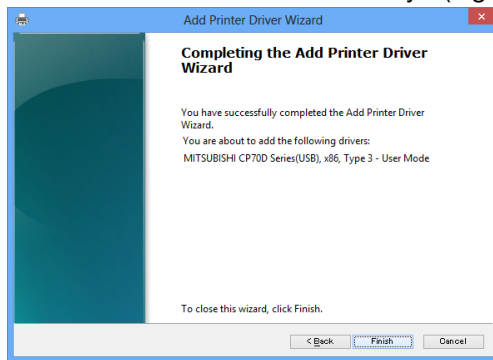 Add Printer Driver Wizard
Completing the Add Printer Driver
Wizard
You have successfully completed the Add Printer Driver
Wizard.
You are about to add the following drivers:
MITSUBISHI CP70D Series(USB), x86, Type 3 - User Mode
To close this wizard, click Finish.
< Back
Finish
Cancel